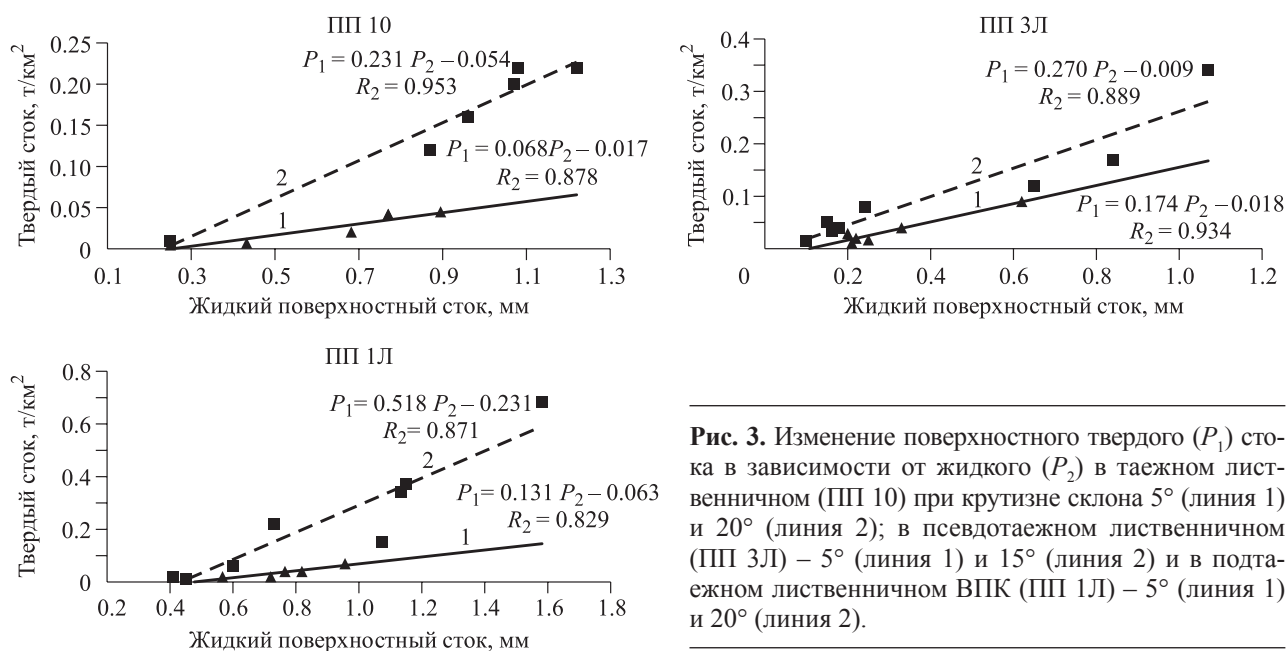 ПП 10
Твердый сток, т/км²
0.25
0.20
0.15
0.10
0.05
0
P₁ = 0.231 P₂ – 0.054
R₂ = 0.953
P₁ = 0.068P₂ – 0.017
R₂ = 0.878
2
1
0.1 0.3 0.5 0.7 0.9 1.1 1.3
Жидкий поверхностный сток, мм
ПП 3Л
Твердый сток, т/км²
0.4
0.3
0.2
0.1
P₁ = 0.270 P₂ – 0.009
R₂ = 0.889
2
1
P₁ = 0.174 P₂ – 0.018
R₂ = 0.934
0 0.2 0.4 0.6 0.8 1.0 1.2
Жидкий поверхностный сток, мм
ПП 1Л
Твердый сток, т/км²
0.8
0.6
0.4
0.2
0
P₁= 0.518 P₂ – 0.231
R₂= 0.871
2
P₁ = 0.131 P₂ – 0.063
R₂ = 0.829
1
0.2 0.4 0.6 0.8 1.0 1.2 1.4 1.6 1.8
Жидкий поверхностный сток, мм
Рис. 3. Изменение поверхностного твердого (P₁) сто-
ка в зависимости от жидкого (P₂) в таежном лист-
венничном (ПП 10) при крутизне склона 5° (линия 1)
и 20° (линия 2); в псевдотаежном лиственничном
(ПП 3Л) – 5° (линия 1) и 15° (линия 2) и в подта-
ежном лиственничном ВПК (ПП 1Л) – 5° (линия 1)
и 20° (линия 2).